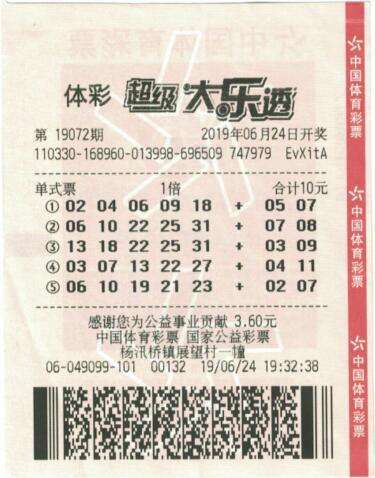 体彩 超级大乐透
第 19072期 2019年06月24日开奖
110330-168960-013998-696509 747979 EvXitA
单式票 1倍 合计10元
① 02 04 06 09 18 + 05 07
② 06 10 22 25 31 + 07 08
③ 13 18 22 25 31 + 03 09
④ 03 07 13 22 27 + 04 11
⑤ 06 10 19 21 23 + 02 07
感谢您为公益事业贡献 3.60元
中国体育彩票 国家公益彩票
杨汛桥镇展望村一幢
06-049099-101 00132 19/06/24 19:32:38
中国体育彩票
中国体育彩票
中国体育彩票
中国体育彩票